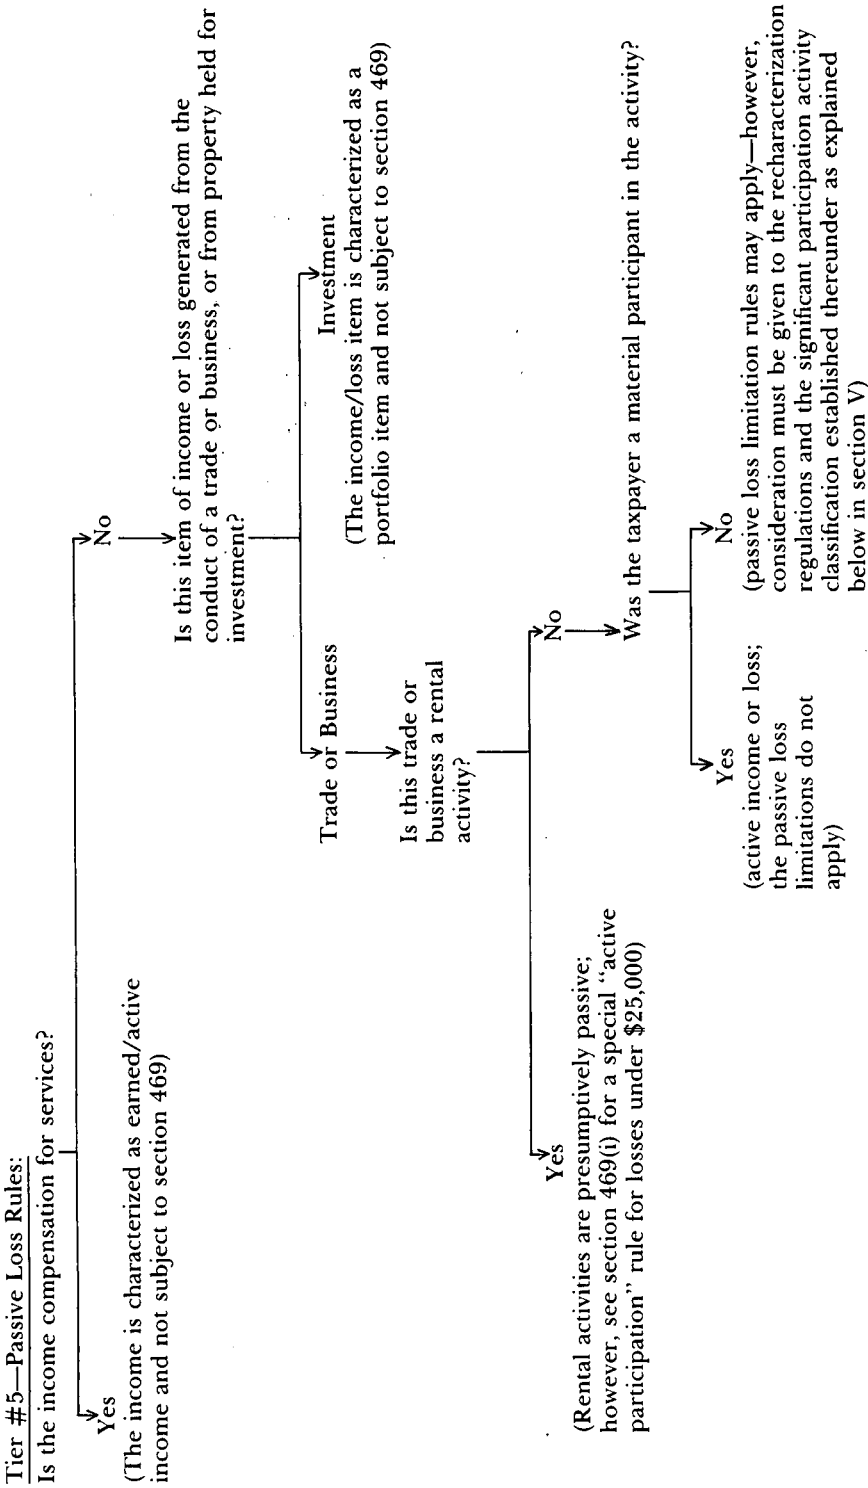 Tier #5—Passive Loss Rules:
Is the income compensation for services?
Yes
(The income is characterized as earned/active
income and not subject to section 469)
No
Is this item of income or loss generated from the
conduct of a trade or business, or from property held for
investment?
Trade or Business
Is this trade or
business a rental
activity?
Investment
(The income/loss item is characterized as a
portfolio item and not subject to section 469)
Yes
(Rental activities are presumptively passive;
however, see section 469(i) for a special "active
participation" rule for losses under $25,000)
No
Was the taxpayer a material participant in the activity?
Yes
(active income or loss;
the passive loss
limitations do not
apply)
No
(passive loss limitation rules may apply—however,
consideration must be given to the recharacterization
regulations and the significant participation activity
classification established thereunder as explained
below in section V)